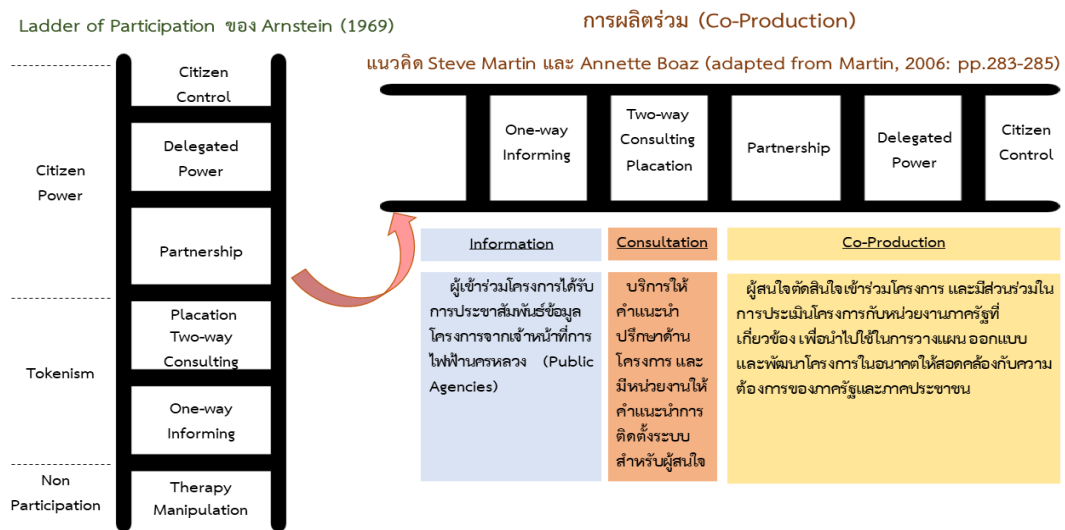 Ladder of Participation ของ Arnstein (1969)
Citizen
Control
Delegated
Power
Citizen
Power
Partnership
Placation
Two-way
Consulting
Tokenism
One-way
Informing
Non
Participation
Therapy
Manipulation
การผลิตร่วม (Co-Production)
แนวคิด Steve Martin และ Annette Boaz (adapted from Martin, 2006: pp.283-285)
One-way
Informing
Two-way
Consulting
Placation
Partnership
Delegated
Power
Citizen
Control
Information
ผู้เข้าร่วมโครงการได้รับ
การประชาสัมพันธ์ข้อมูล
โครงการจากเจ้าหน้าที่การ
ไฟฟ้านครหลวง (Public
Agencies)
Consultation
บริการให้
คำแนะนำ
ปรึกษาด้าน
โครงการ และ
มีหน่วยงานให้
คำแนะนำการ
ติดตั้งระบบ
สำหรับผู้สนใจ
Co-Production
ผู้สนใจตัดสินใจเข้าร่วมโครงการ และมีส่วนร่วมใน
การประเมินโครงการกับหน่วยงานภาครัฐที่
เกี่ยวข้อง เพื่อนำไปใช้ในการวางแผน ออกแบบ
และพัฒนาโครงการในอนาคตให้สอดคล้องกับความ
ต้องการของภาครัฐและภาคประชาชน